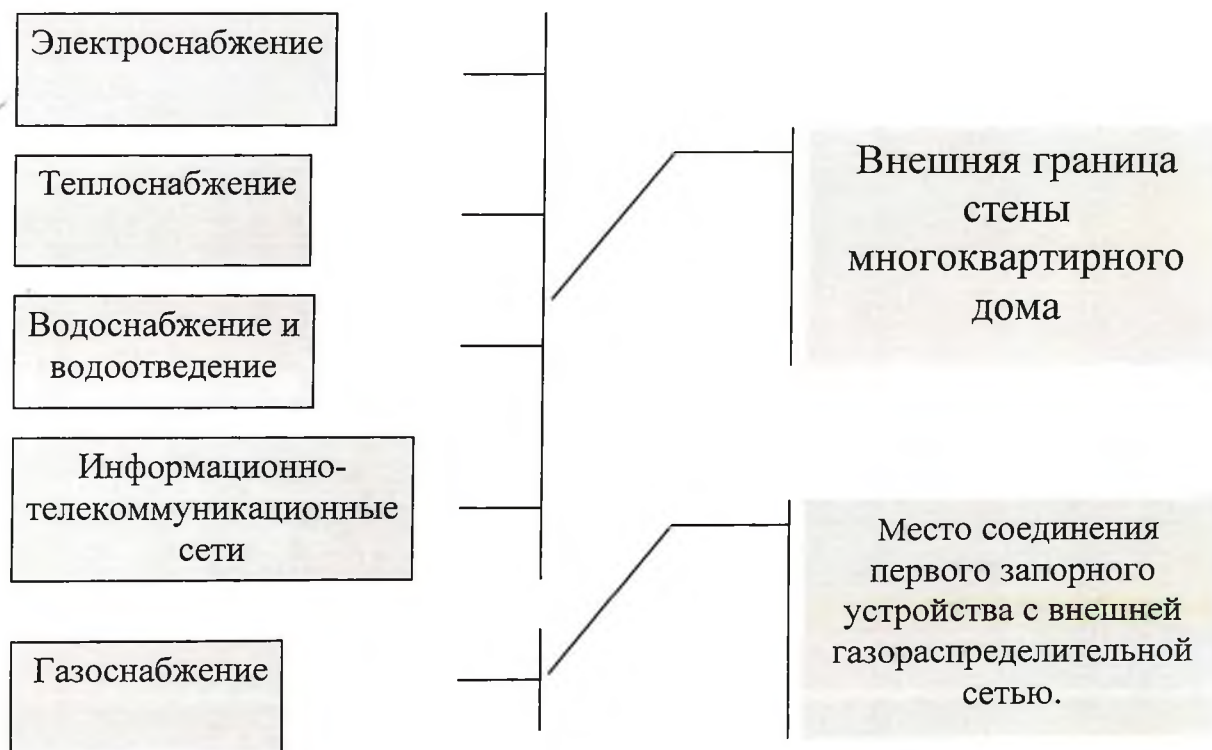 Электроснабжение
Теплоснабжение
Водоснабжение и
водоотведение
Информационно-
телекоммуникационные
сети
Газоснабжение
Внешняя граница
стены
многоквартирного
дома
Место соединения
первого запорного
устройства с внешней
газораспределительной
сетью.